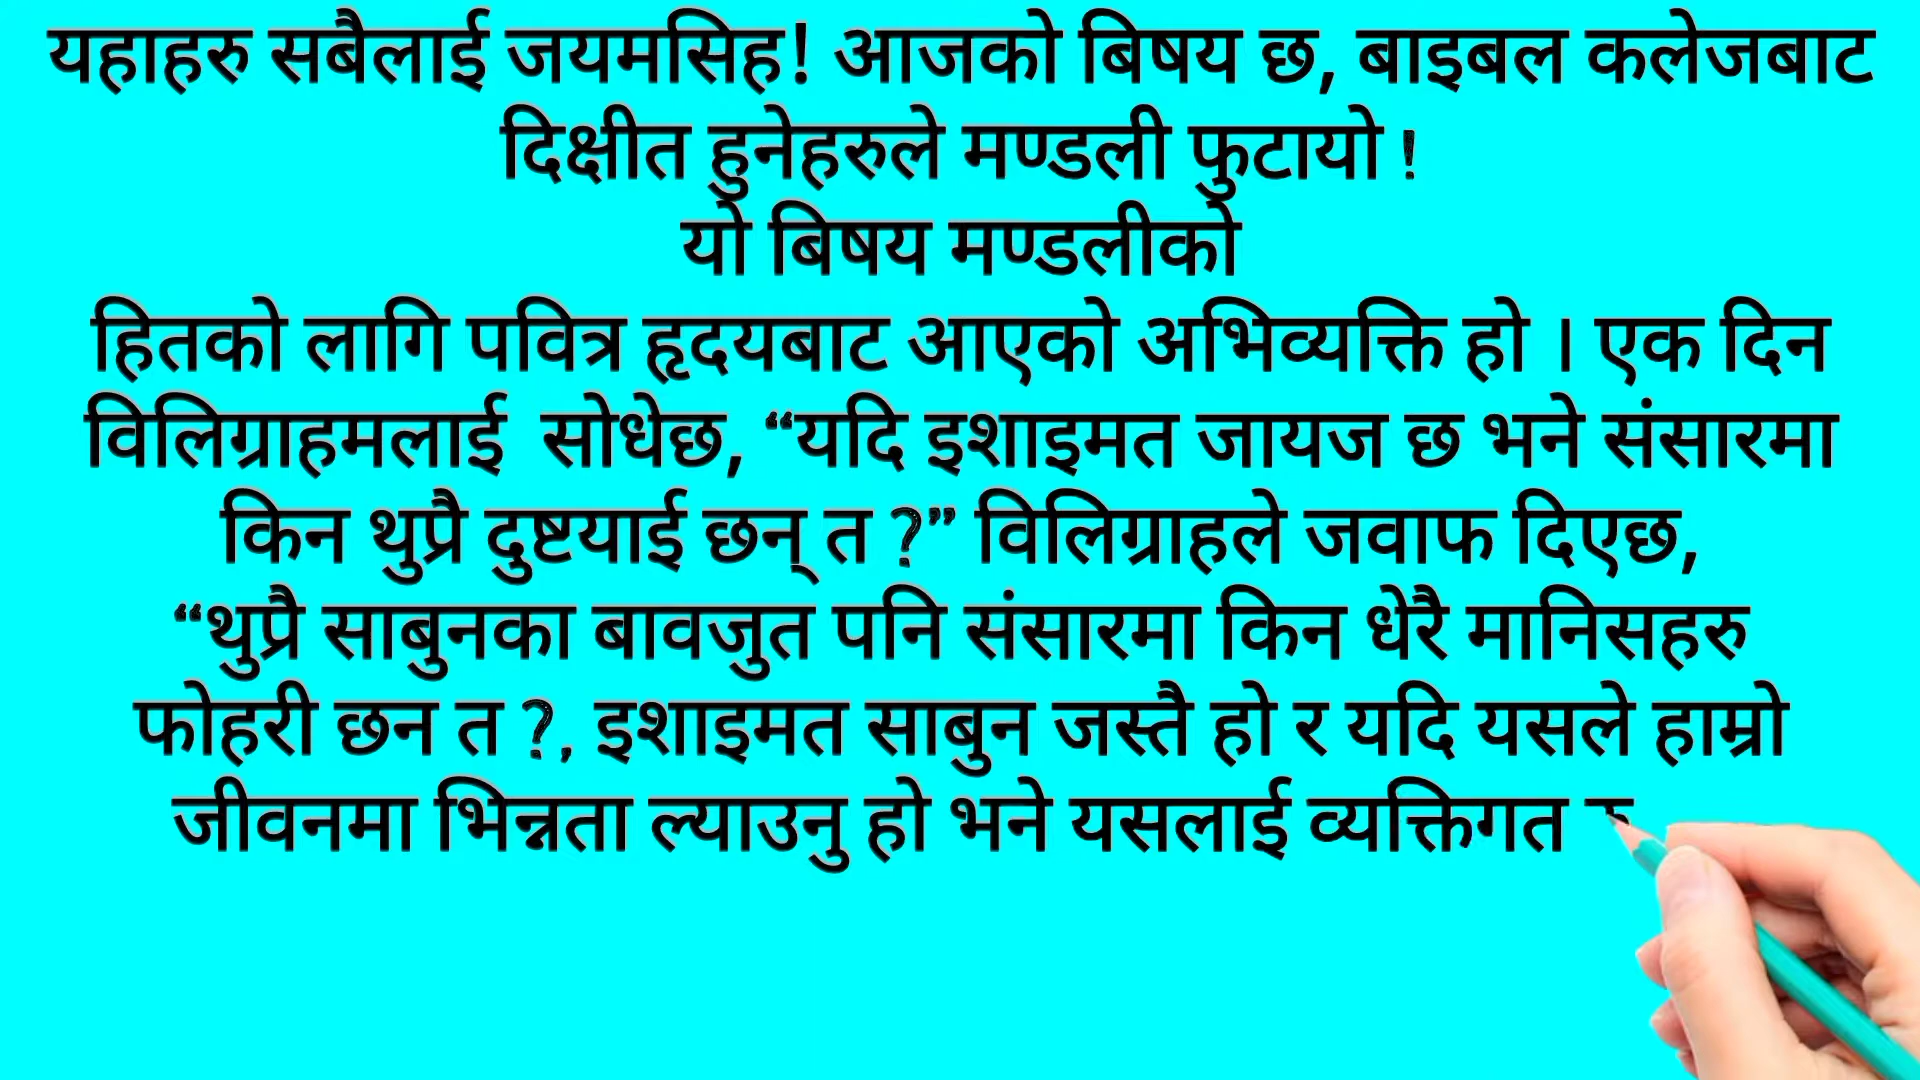 यहाहरु सबैलाई जयमसिह! आजको बिषय छ, बाइबल कलेजबाट
दिक्षीत हुनेहरुले मण्डली फुटायो !
यो बिषय मण्डलीको
हितको लागि पवित्र हृदयबाट आएको अभिव्यक्ति हो । एक दिन
विलिग्राहमलाई  सोधेछ, “यदि इशाइमत जायज छ भने संसारमा
किन थुप्रै दुष्टयाई छन् त ?” विलिग्राहले जवाफ दिएछ,
“थुप्रै साबुनका बावजुत पनि संसारमा किन धेरै मानिसहरु
फोहरी छन त ?, इशाइमत साबुन जस्तै हो र यदि यसले हाम्रो
जीवनमा भिन्नता ल्याउनु हो भने यसलाई व्यक्तिगत